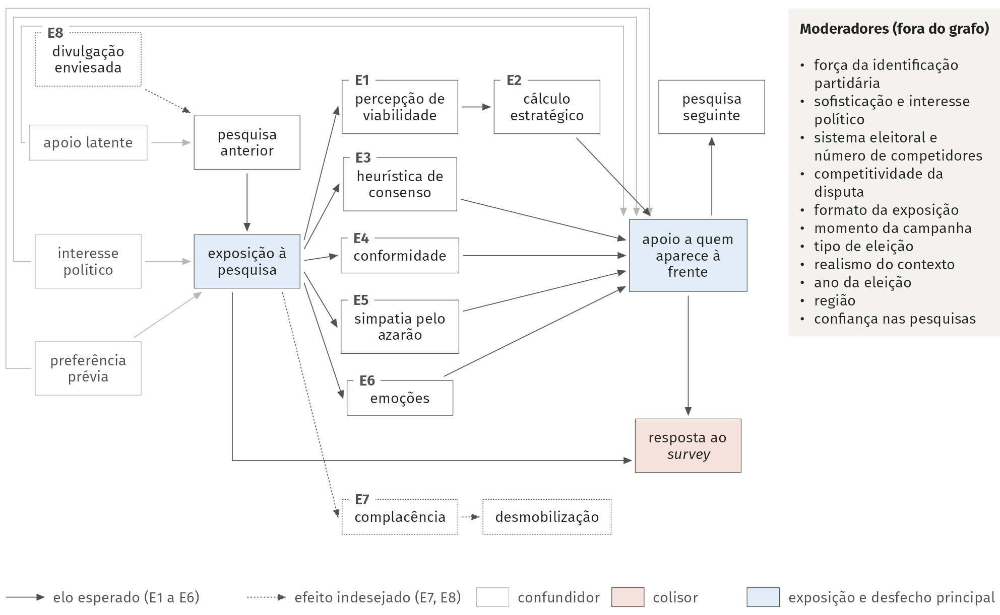 E8
divulgação
enviesada
apoio latente
pesquisa
anterior
interesse
político
exposição à
pesquisa
preferência
prévia
E1
percepção de
viabilidade
E2
cálculo
estratégico
pesquisa
seguinte
E3
heurística de
consenso
E4
conformidade
apoio a quem
aparece à
frente
E5
simpatia pelo
azarão
E6
emoções
resposta ao
survey
E7
complacência
desmobilização
Moderadores (fora do grafo)
• força da identificação
partidária
• sofisticação e interesse
político
• sistema eleitoral e
número de competidores
• competitividade da
disputa
• formato da exposição
• momento da campanha
• tipo de eleição
• realismo do contexto
• ano da eleição
• região
• confiança nas pesquisas
elo esperado (E1 a E6)
efeito indesejado (E7, E8)
confundidor
colisor
exposição e desfecho principal